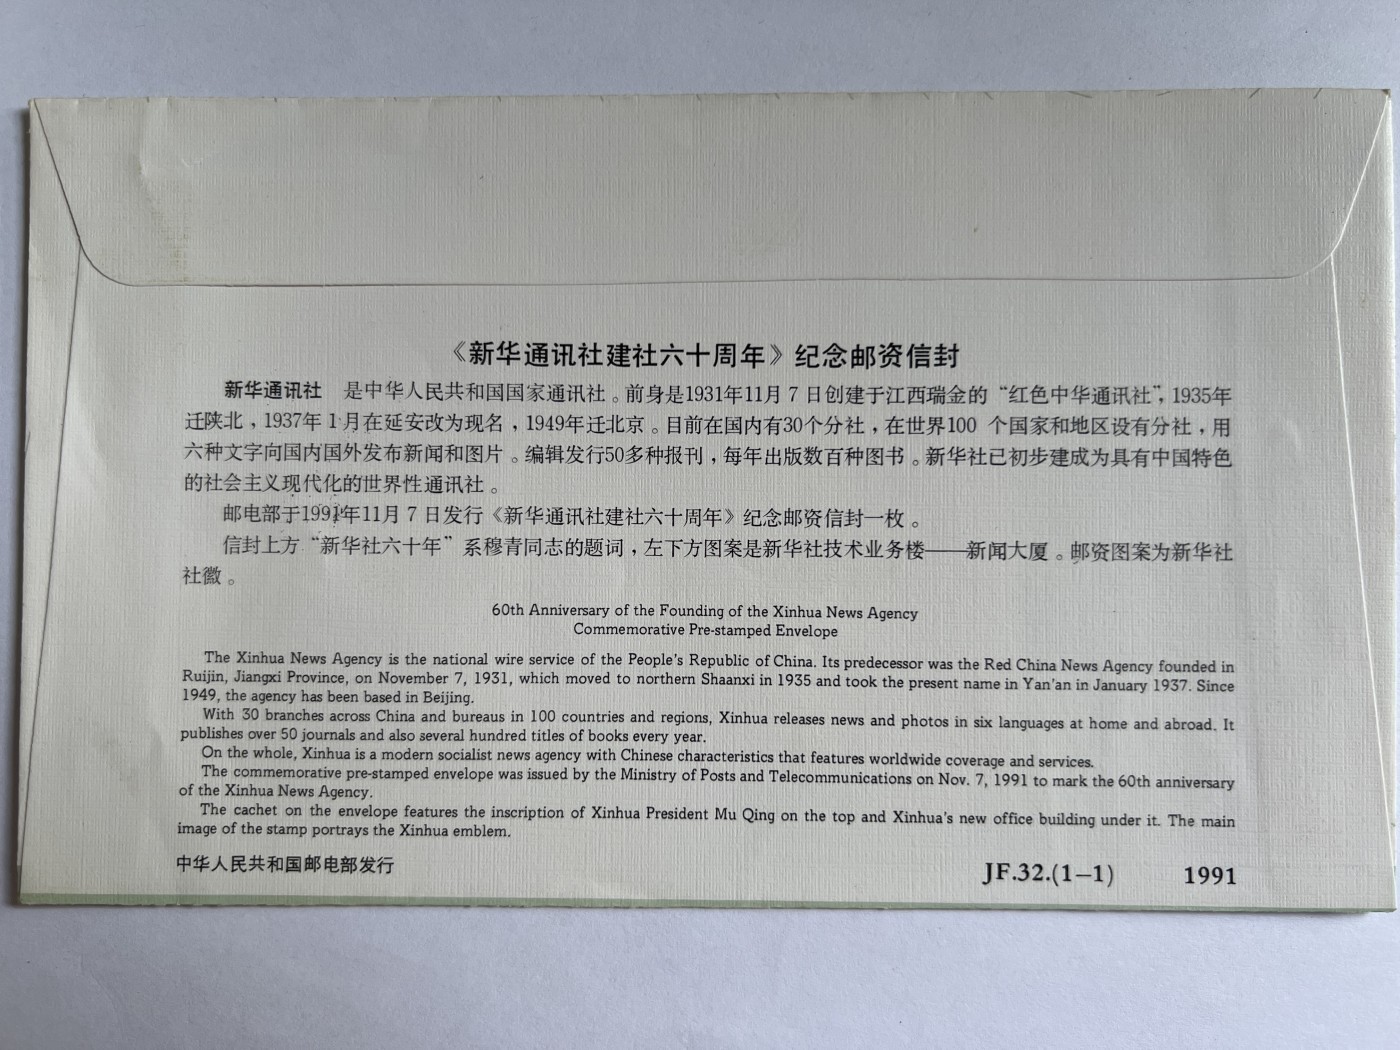 《新华通讯社建社六十周年》纪念邮资信封
新华通讯社　是中华人民共和国国家通讯社。前身是1931年11月7日创建于江西瑞金的“红色中华通讯社”，1935年
迁陕北，1937年1月在延安改为现名，1949年迁北京。目前在国内有30个分社，在世界100 个国家和地区设有分社，用
六种文字向国内国外发布新闻和图片。编辑发行50多种报刊，每年出版数百种图书。新华社已初步建成为具有中国特色
的社会主义现代化的世界性通讯社。
邮电部于1991年11月7日发行《新华通讯社建社六十周年》纪念邮资信封一枚。
信封上方“新华社六十年”系穆青同志的题词，左下方图案是新华社技术业务楼——新闻大厦。邮资图案为新华社
社徽。
60th Anniversary of the Founding of the Xinhua News Agency
Commemorative Pre-stamped Envelope
The Xinhua News Agency is the national wire service of the People's Republic of China. Its predecessor was the Red China News Agency founded in
Ruijin, Jiangxi Province, on November 7, 1931, which moved to northern Shaanxi in 1935 and took the present name in Yan'an in January 1937. Since
1949, the agency has been based in Beijing.
With 30 branches across China and bureaus in 100 countries and regions, Xinhua releases news and photos in six languages at home and abroad. It
publishes over 50 journals and also several hundred titles of books every year.
On the whole, Xinhua is a modern socialist news agency with Chinese characteristics that features worldwide coverage and services.
The commemorative pre-stamped envelope was issued by the Ministry of Posts and Telecommunications on Nov. 7, 1991 to mark the 60th anniversary
of the Xinhua News Agency.
The cachet on the envelope features the inscription of Xinhua President Mu Qing on the top and Xinhua's new office building under it. The main
image of the stamp portrays the Xinhua emblem.
中华人民共和国邮电部发行
JF.32.(1—1) 1991